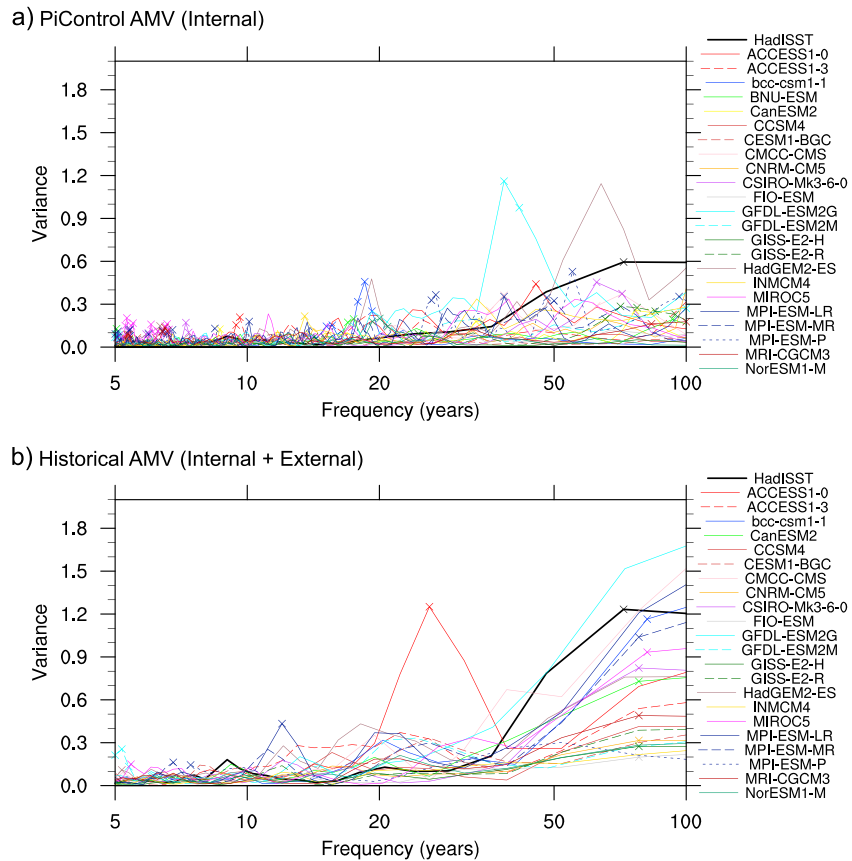 a) PiControl AMV (Internal)
Variance
1.8
1.5
1.2
0.9
0.6
0.3
0.0
5
10
20
50
100
Frequency (years)
HadISST
ACCESS1-0
ACCESS1-3
bcc-csm1-1
BNU-ESM
CanESM2
CCSM4
CESM1-BGC
CMCC-CMS
CNRM-CM5
CSIRO-Mk3-6-0
FIO-ESM
GFDL-ESM2G
GFDL-ESM2M
GISS-E2-H
GISS-E2-R
HadGEM2-ES
INMCM4
MIROC5
MPI-ESM-LR
MPI-ESM-MR
MPI-ESM-P
MRI-CGCM3
NorESM1-M
b) Historical AMV (Internal + External)
Variance
1.8
1.5
1.2
0.9
0.6
0.3
0.0
5
10
20
50
100
Frequency (years)
HadISST
ACCESS1-0
ACCESS1-3
bcc-csm1-1
CanESM2
CCSM4
CESM1-BGC
CMCC-CMS
CNRM-CM5
CSIRO-Mk3-6-0
FIO-ESM
GFDL-ESM2G
GFDL-ESM2M
GISS-E2-H
GISS-E2-R
HadGEM2-ES
INMCM4
MIROC5
MPI-ESM-LR
MPI-ESM-MR
MPI-ESM-P
MRI-CGCM3
NorESM1-M